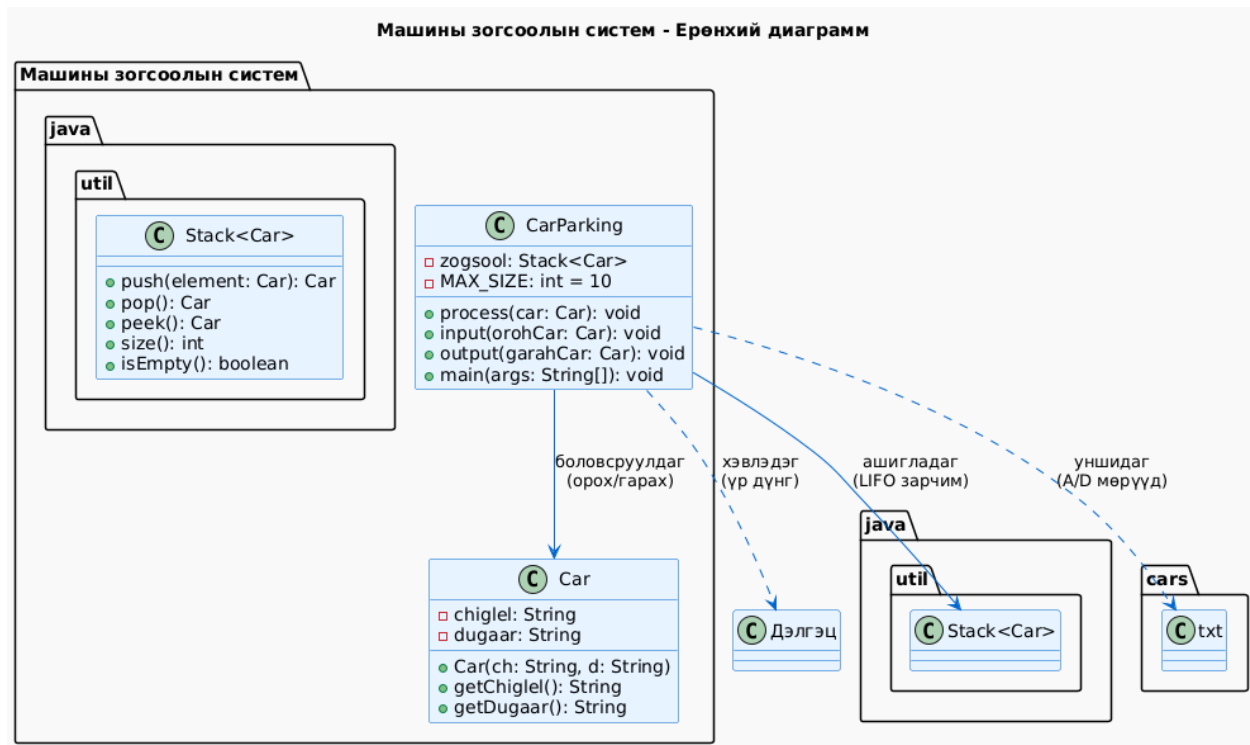 Машины зогсоолын систем - Ерөнхий диаграмм
Машины зогсоолын систем
java
util
C Stack<Car>
push(element: Car): Car
pop(): Car
peek(): Car
size(): int
isEmpty(): boolean
C CarParking
zogsool: Stack<Car>
MAX_SIZE: int = 10
process(car: Car): void
input(orohCar: Car): void
output(garahCar: Car): void
main(args: String[]): void
боловсруулдаг
(орох/гарах)
хэвлэдэг
(үр дүнг)
ашигладаг
(LIFO зарчим)
уншидаг
(A/D мөрүүд)
C Car
chiglel: String
dugaar: String
Car(ch: String, d: String)
getChiglel(): String
getDugaar(): String
C Дэлгэц
java
util
C Stack<Car>
cars
C txt